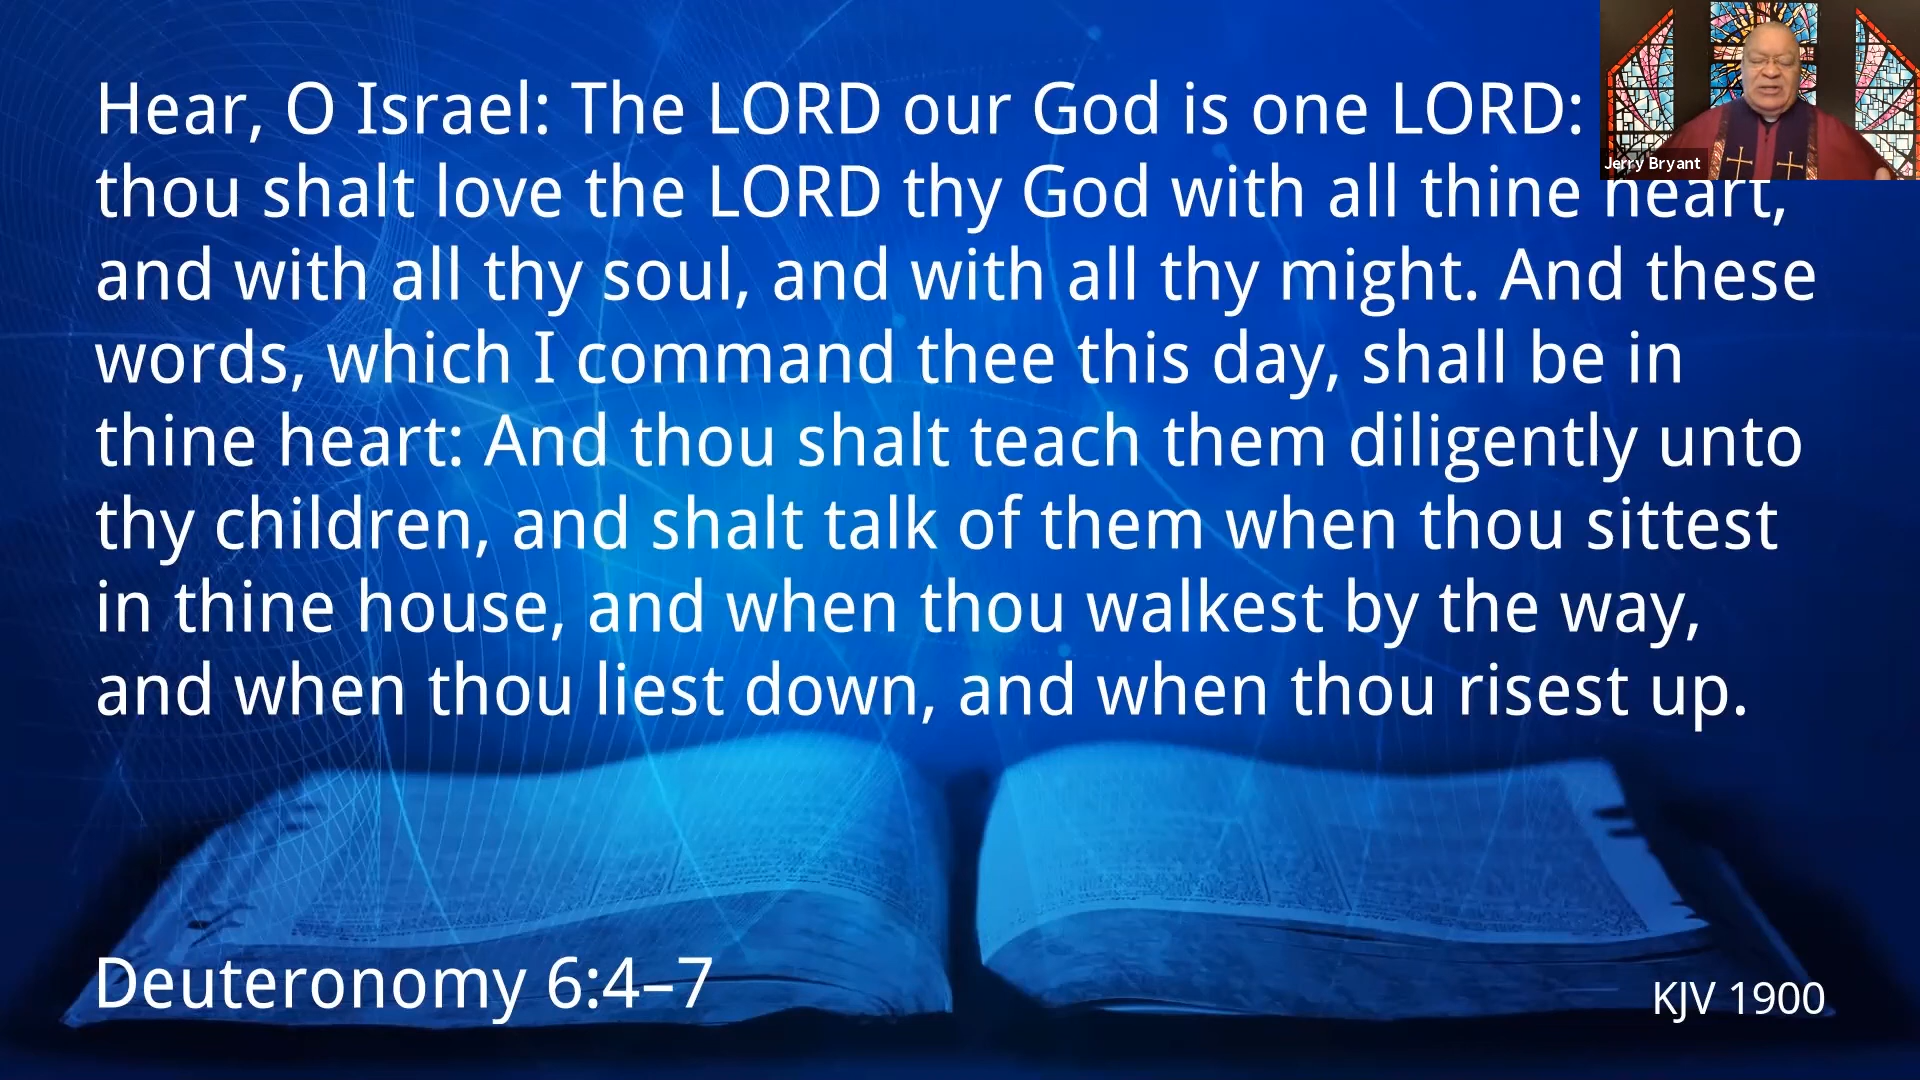 Hear, O Israel: The LORD our God is one LORD:
thou shalt love the LORD thy God with all thine heart,
and with all thy soul, and with all thy might. And these
words, which I command thee this day, shall be in
thine heart: And thou shalt teach them diligently unto
thy children, and shalt talk of them when thou sittest
in thine house, and when thou walkest by the way,
and when thou liest down, and when thou risest up.
Deuteronomy 6:4–7
KJV 1900
Jerry Bryant